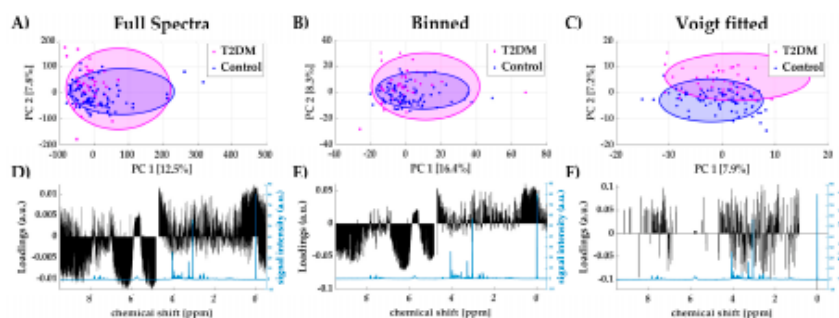 A) Full Spectra
B) Binned
C) Voigt fitted
T2DM
Control
T2DM
Control
T2DM
Control
PC 2 [7.8%]
200
100
0
-100
-200
-100 0 100 200 300 400 500
PC 1 [12.5%]
PC 2 [8.3%]
40
20
0
-20
-40
-40 -20 0 20 40 60 80
PC 1 [16.4%]
PC 2 [7.2%]
20
10
0
-10
-20
-20 -10 0 10 20
PC 1 [7.9%]
D)
Loadings (a.u.)
0.01
0.005
0
-0.005
-0.01
signal intensity (a.u.)
8 6 4 2 0
chemical shift [ppm]
E)
Loadings (a.u.)
0.05
0
-0.05
-0.1
signal intensity (a.u.)
8 6 4 2 0
chemical shift [ppm]
F)
Loadings (a.u.)
0.1
0.05
0
-0.05
-0.1
signal intensity (a.u.)
8 6 4 2 0
chemical shift [ppm]